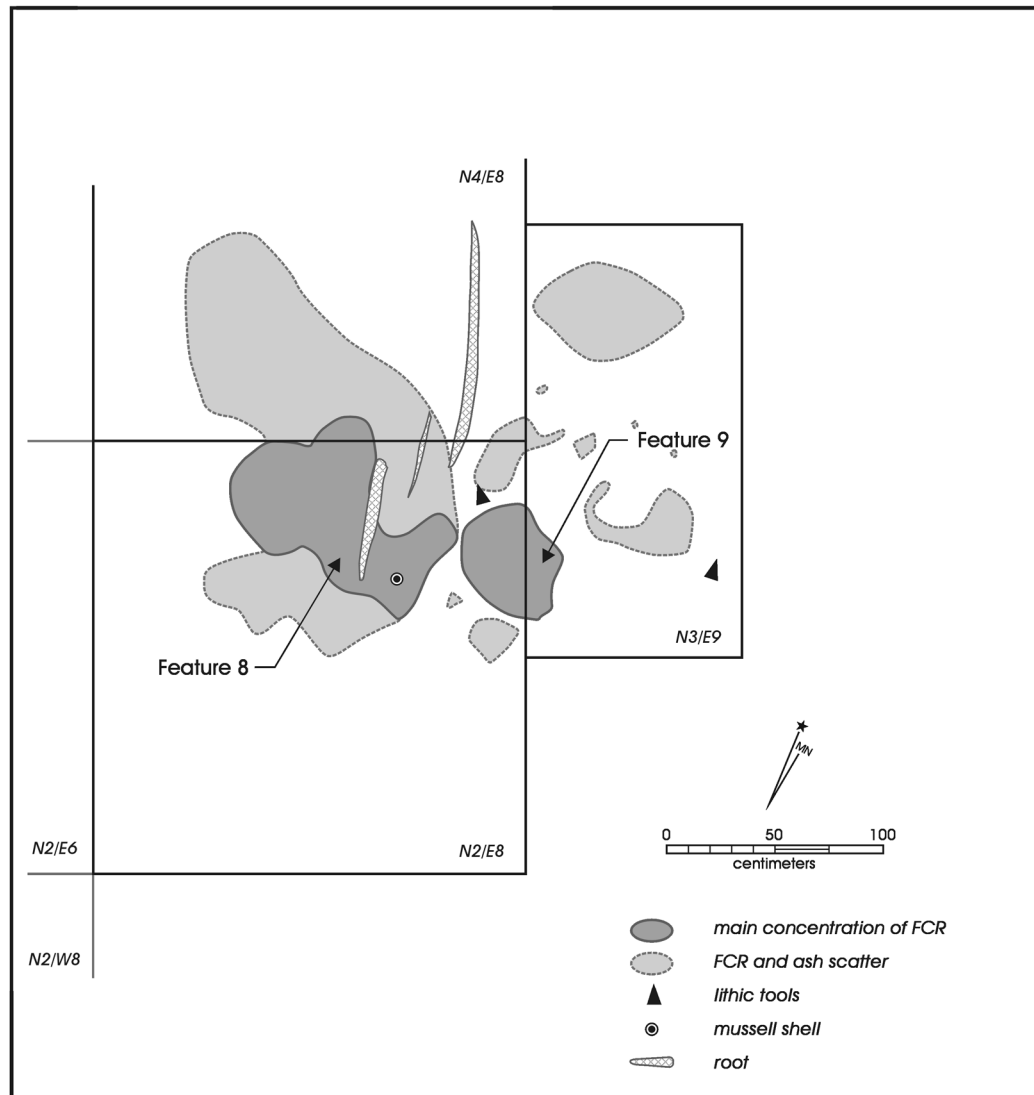 N4/E8
Feature 9
Feature 8
N3/E9
MN
N2/E6
N2/E8
0 50 100
centimeters
N2/W8
main concentration of FCR
FCR and ash scatter
lithic tools
mussell shell
root